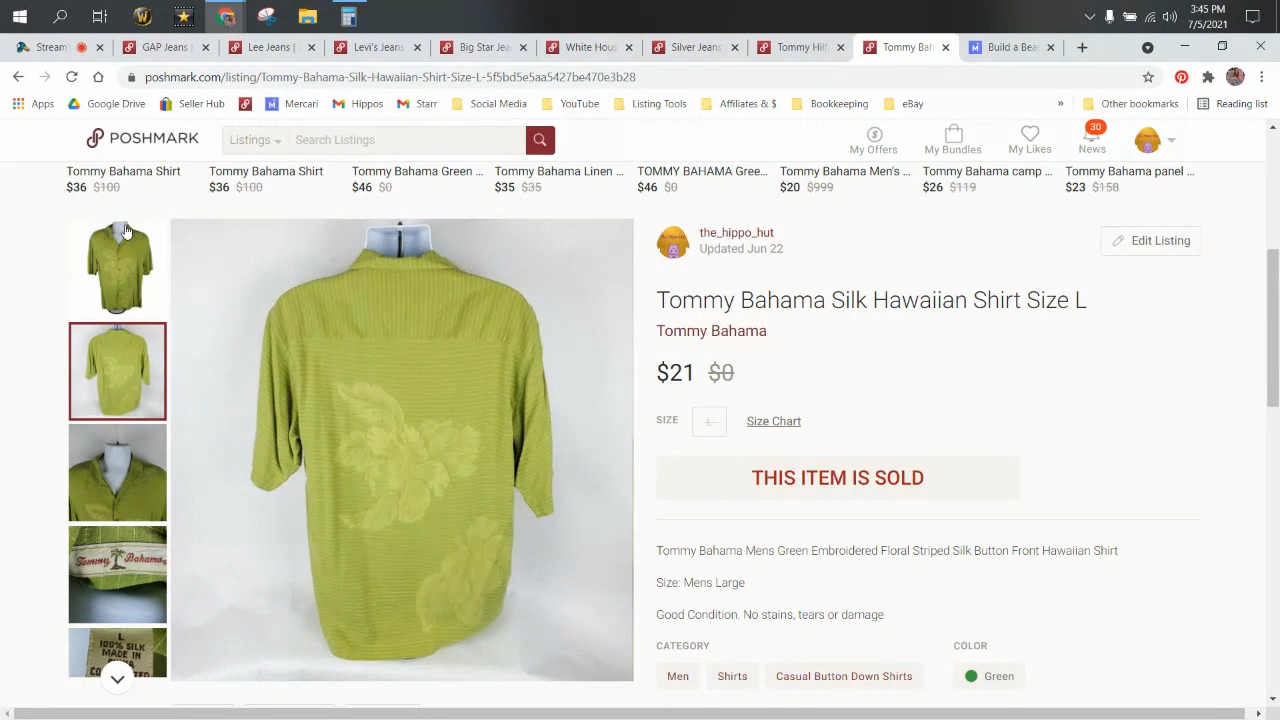 3:45 PM
7/5/2021
Stream
GAP Jeans |
Lee Jeans |
Levi's Jeans
Big Star Je
White Hous
Silver Jeans
Tommy Hilf
Tommy Bah
Build a Bea
poshmark.com/listing/Tommy-Bahama-Silk-Hawaiian-Shirt-Size-L-5f5bd5e5aa5427be470e3b28
Apps
Google Drive
Seller Hub
Mercari
Hippos
Starr
Social Media
YouTube
Listing Tools
Affiliates & $
Bookkeeping
eBay
»
Other bookmarks
Reading list
POSHMARK
Listings
Search Listings
My Offers
My Bundles
My Likes
30
News
Tommy Bahama Shirt
Tommy Bahama Shirt
Tommy Bahama Green ...
Tommy Bahama Linen ...
TOMMY BAHAMA Gree...
Tommy Bahama Men's ...
Tommy Bahama camp ...
Tommy Bahama panel ...
$36 $100
$36 $100
$46 $0
$35 $35
$46 $0
$20 $999
$26 $119
$23 $158
the_hippo_hut
Updated Jun 22
Edit Listing
Tommy Bahama Silk Hawaiian Shirt Size L
Tommy Bahama
$21 $0
SIZE
L
Size Chart
THIS ITEM IS SOLD
Tommy Bahama Mens Green Embroidered Floral Striped Silk Button Front Hawaiian Shirt
Size: Mens Large
Good Condition. No stains, tears or damage
CATEGORY
COLOR
Men
Shirts
Casual Button Down Shirts
Green
Tommy Bahama
L
100% SILK
MADE IN